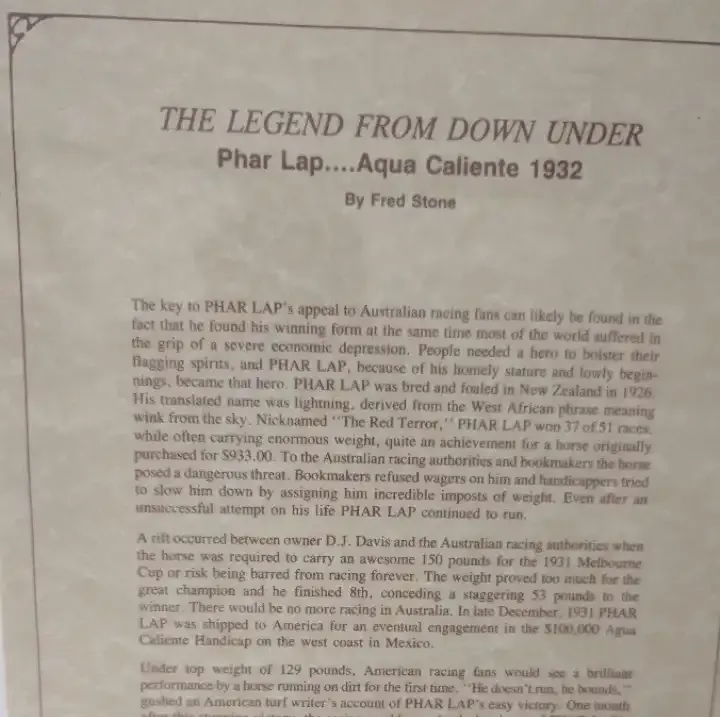 THE LEGEND FROM DOWN UNDER
Phar Lap....Aqua Caliente 1932
By Fred Stone
The key to PHAR LAP's appeal to Australian racing fans can likely be found in the
fact that he found his winning form at the same time most of the world suffered in
the grip of a severe economic depression. People needed a hero to bolster their
flagging spirits, and PHAR LAP, because of his homely stature and lowly begin-
nings, became that hero. PHAR LAP was bred and foaled in New Zealand in 1926.
His translated name was lightning, derived from the West African phrase meaning
wink from the sky. Nicknamed "The Red Terror," PHAR LAP won 37 of 51 races,
while often carrying enormous weight, quite an achievement for a horse originally
purchased for $933.00. To the Australian racing authorities and bookmakers the horse
posed a dangerous threat. Bookmakers refused wagers on him and handicappers tried
to slow him down by assigning him incredible imposts of weight. Even after an
unsuccessful attempt on his life PHAR LAP continued to run.
A rift occurred between owner D.J. Davis and the Australian racing authorities when
the horse was required to carry an awesome 150 pounds for the 1931 Melbourne
Cup or risk being barred from racing forever. The weight proved too much for the
great champion and he finished 8th, conceding a staggering 53 pounds to the
winner. There would be no more racing in Australia. In late December, 1931 PHAR
LAP was shipped to America for an eventual engagement in the $100,000 Agua
Caliente Handicap on the west coast in Mexico.
Under top weight of 129 pounds, American racing fans would see a brilliant
performance by a horse running on dirt for the first time. "He doesn't run, he bounds,"
gushed an American turf writer's account of PHAR LAP's easy victory. One month